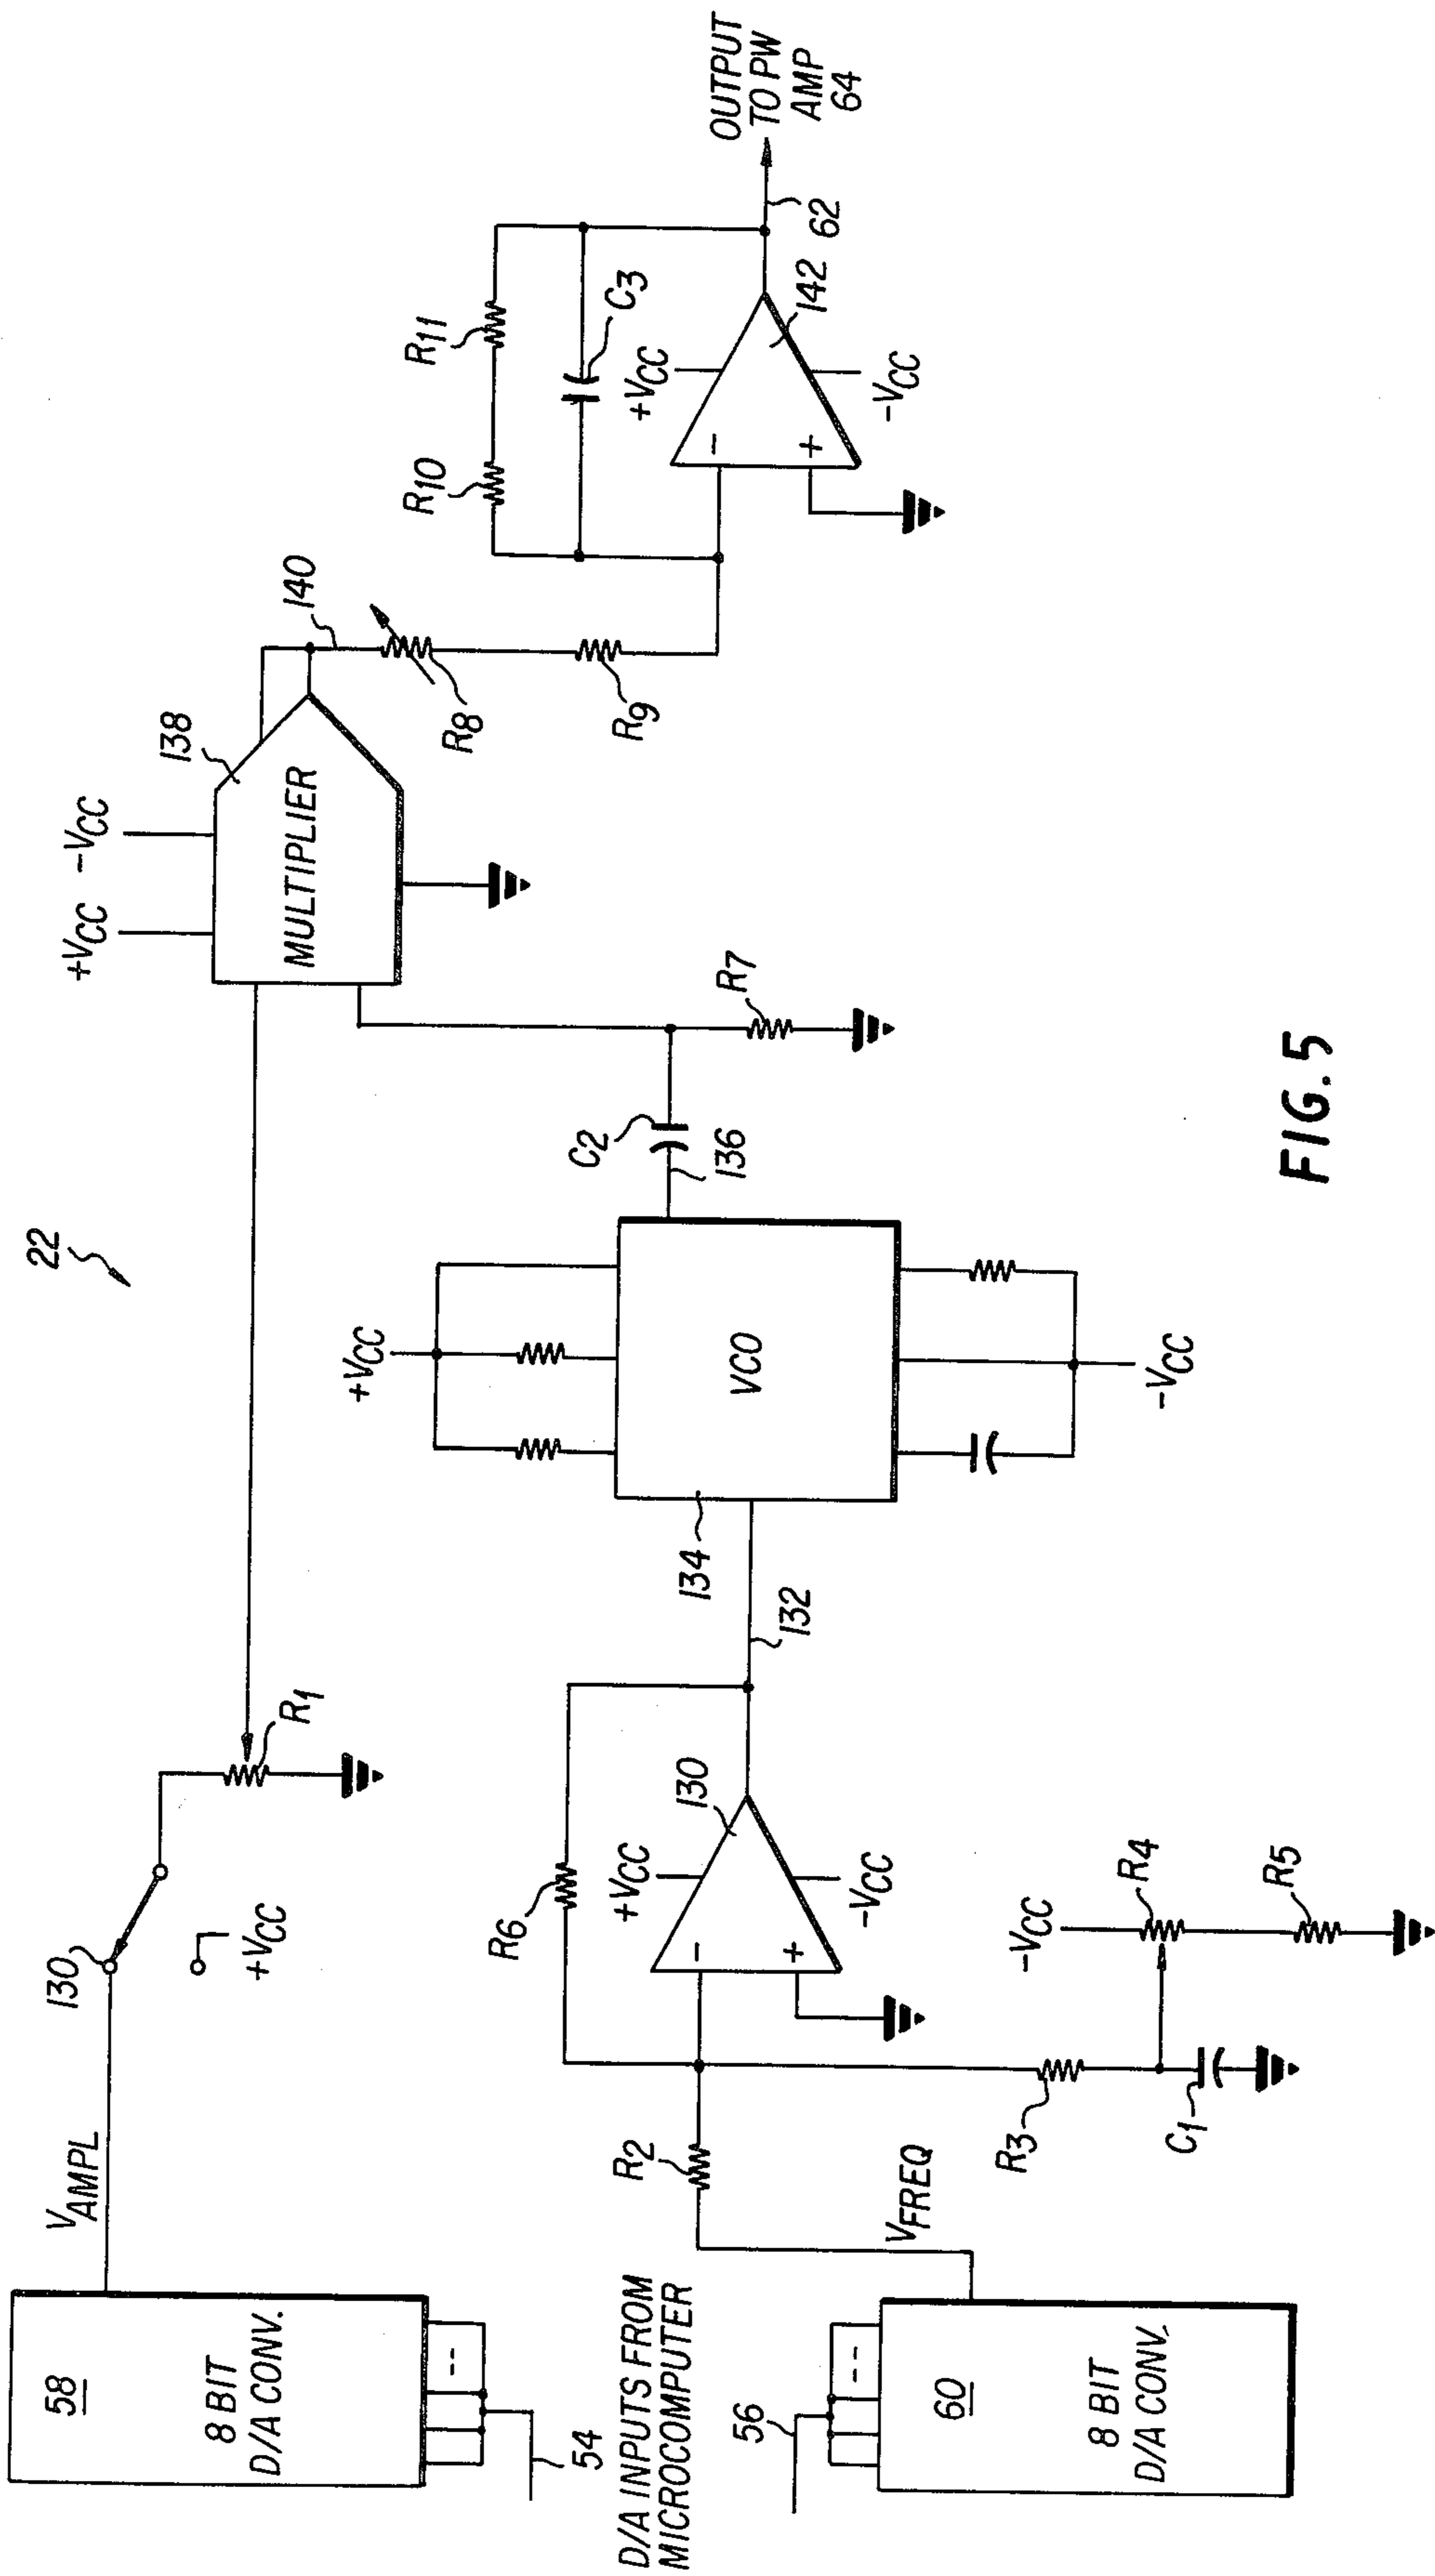 22
58
8 BIT
D/A CONV.
54
VAMPL
130
+VCC
R1
+VCC
-VCC
138
MULTIPLIER
140
R8
R9
R10
R11
C3
+VCC
-VCC
142
62
OUTPUT
TO PW
AMP
64
D/A INPUTS FROM
MICROCOMPUTER
56
60
8 BIT
D/A CONV.
VFREQ
R2
R3
C1
-VCC
R4
R5
R6
+VCC
130
-VCC
-
+
132
134
VCO
+VCC
-VCC
136
C2
R7
-
+
FIG. 5